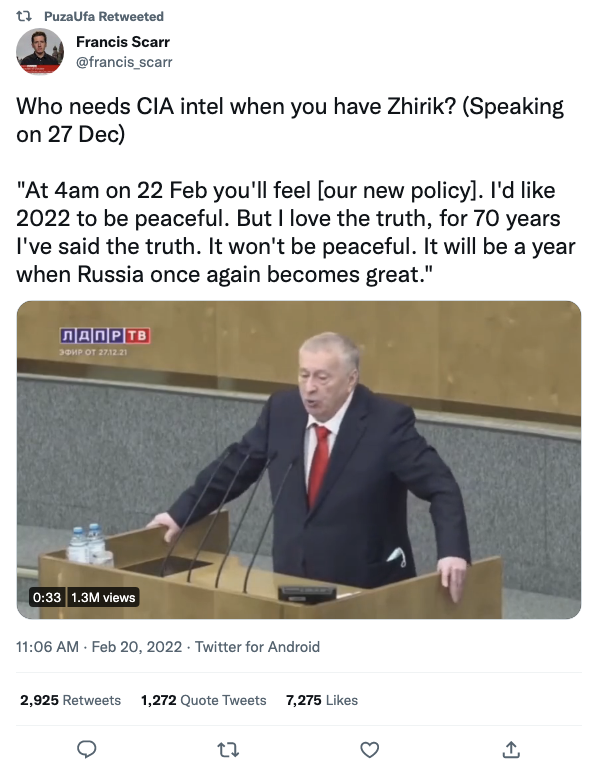 PuzaUfa Retweeted
Francis Scarr
@francis_scarr
Who needs CIA intel when you have Zhirik? (Speaking
on 27 Dec)
"At 4am on 22 Feb you'll feel [our new policy]. I'd like
2022 to be peaceful. But I love the truth, for 70 years
I've said the truth. It won't be peaceful. It will be a year
when Russia once again becomes great."
ЛДПР ТВ
ЭФИР ОТ 27.12.21
0:33 1.3M views
11:06 AM · Feb 20, 2022 · Twitter for Android
2,925 Retweets 1,272 Quote Tweets 7,275 Likes